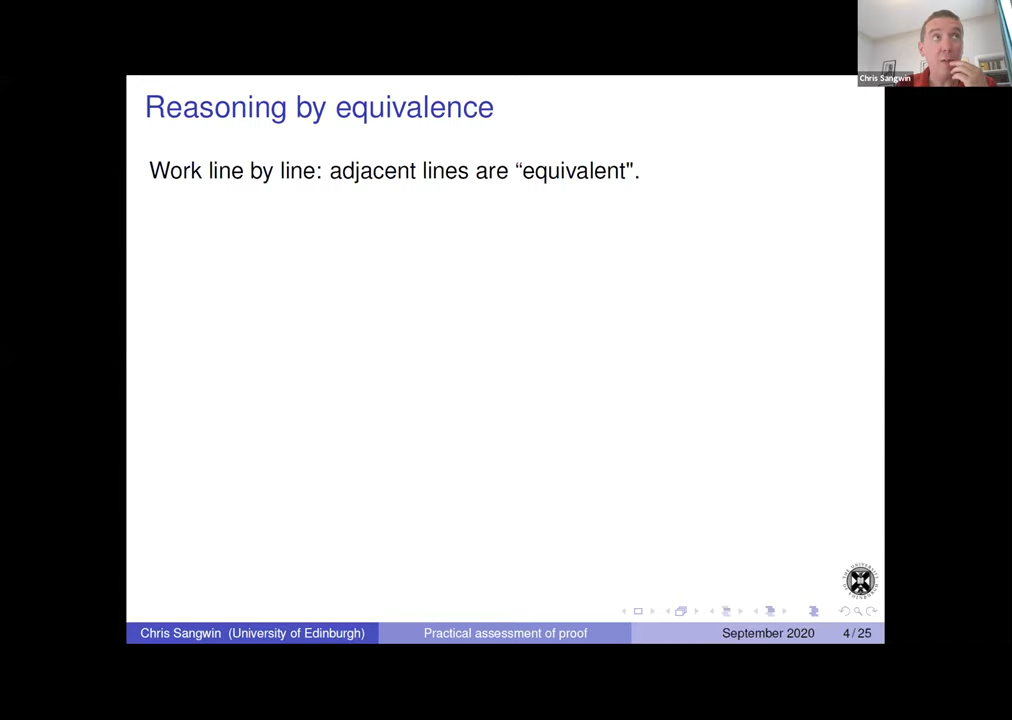 Chris Sangwin
Reasoning by equivalence
Work line by line: adjacent lines are “equivalent".
Chris Sangwin (University of Edinburgh)
Practical assessment of proof
September 2020
4 / 25